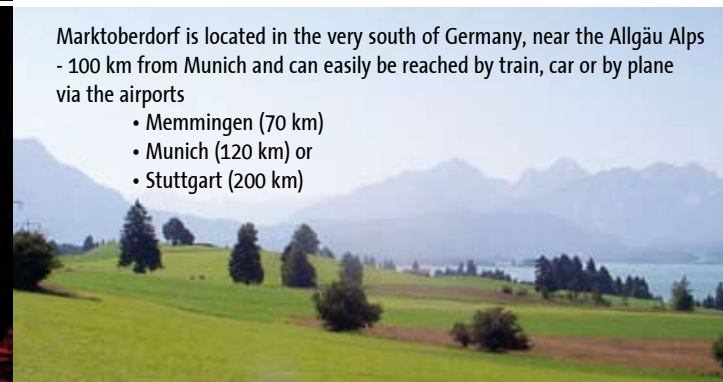 Marktoberdorf is located in the very south of Germany, near the Allgäu Alps
- 100 km from Munich and can easily be reached by train, car or by plane
via the airports
• Memmingen (70 km)
• Munich (120 km) or
• Stuttgart (200 km)